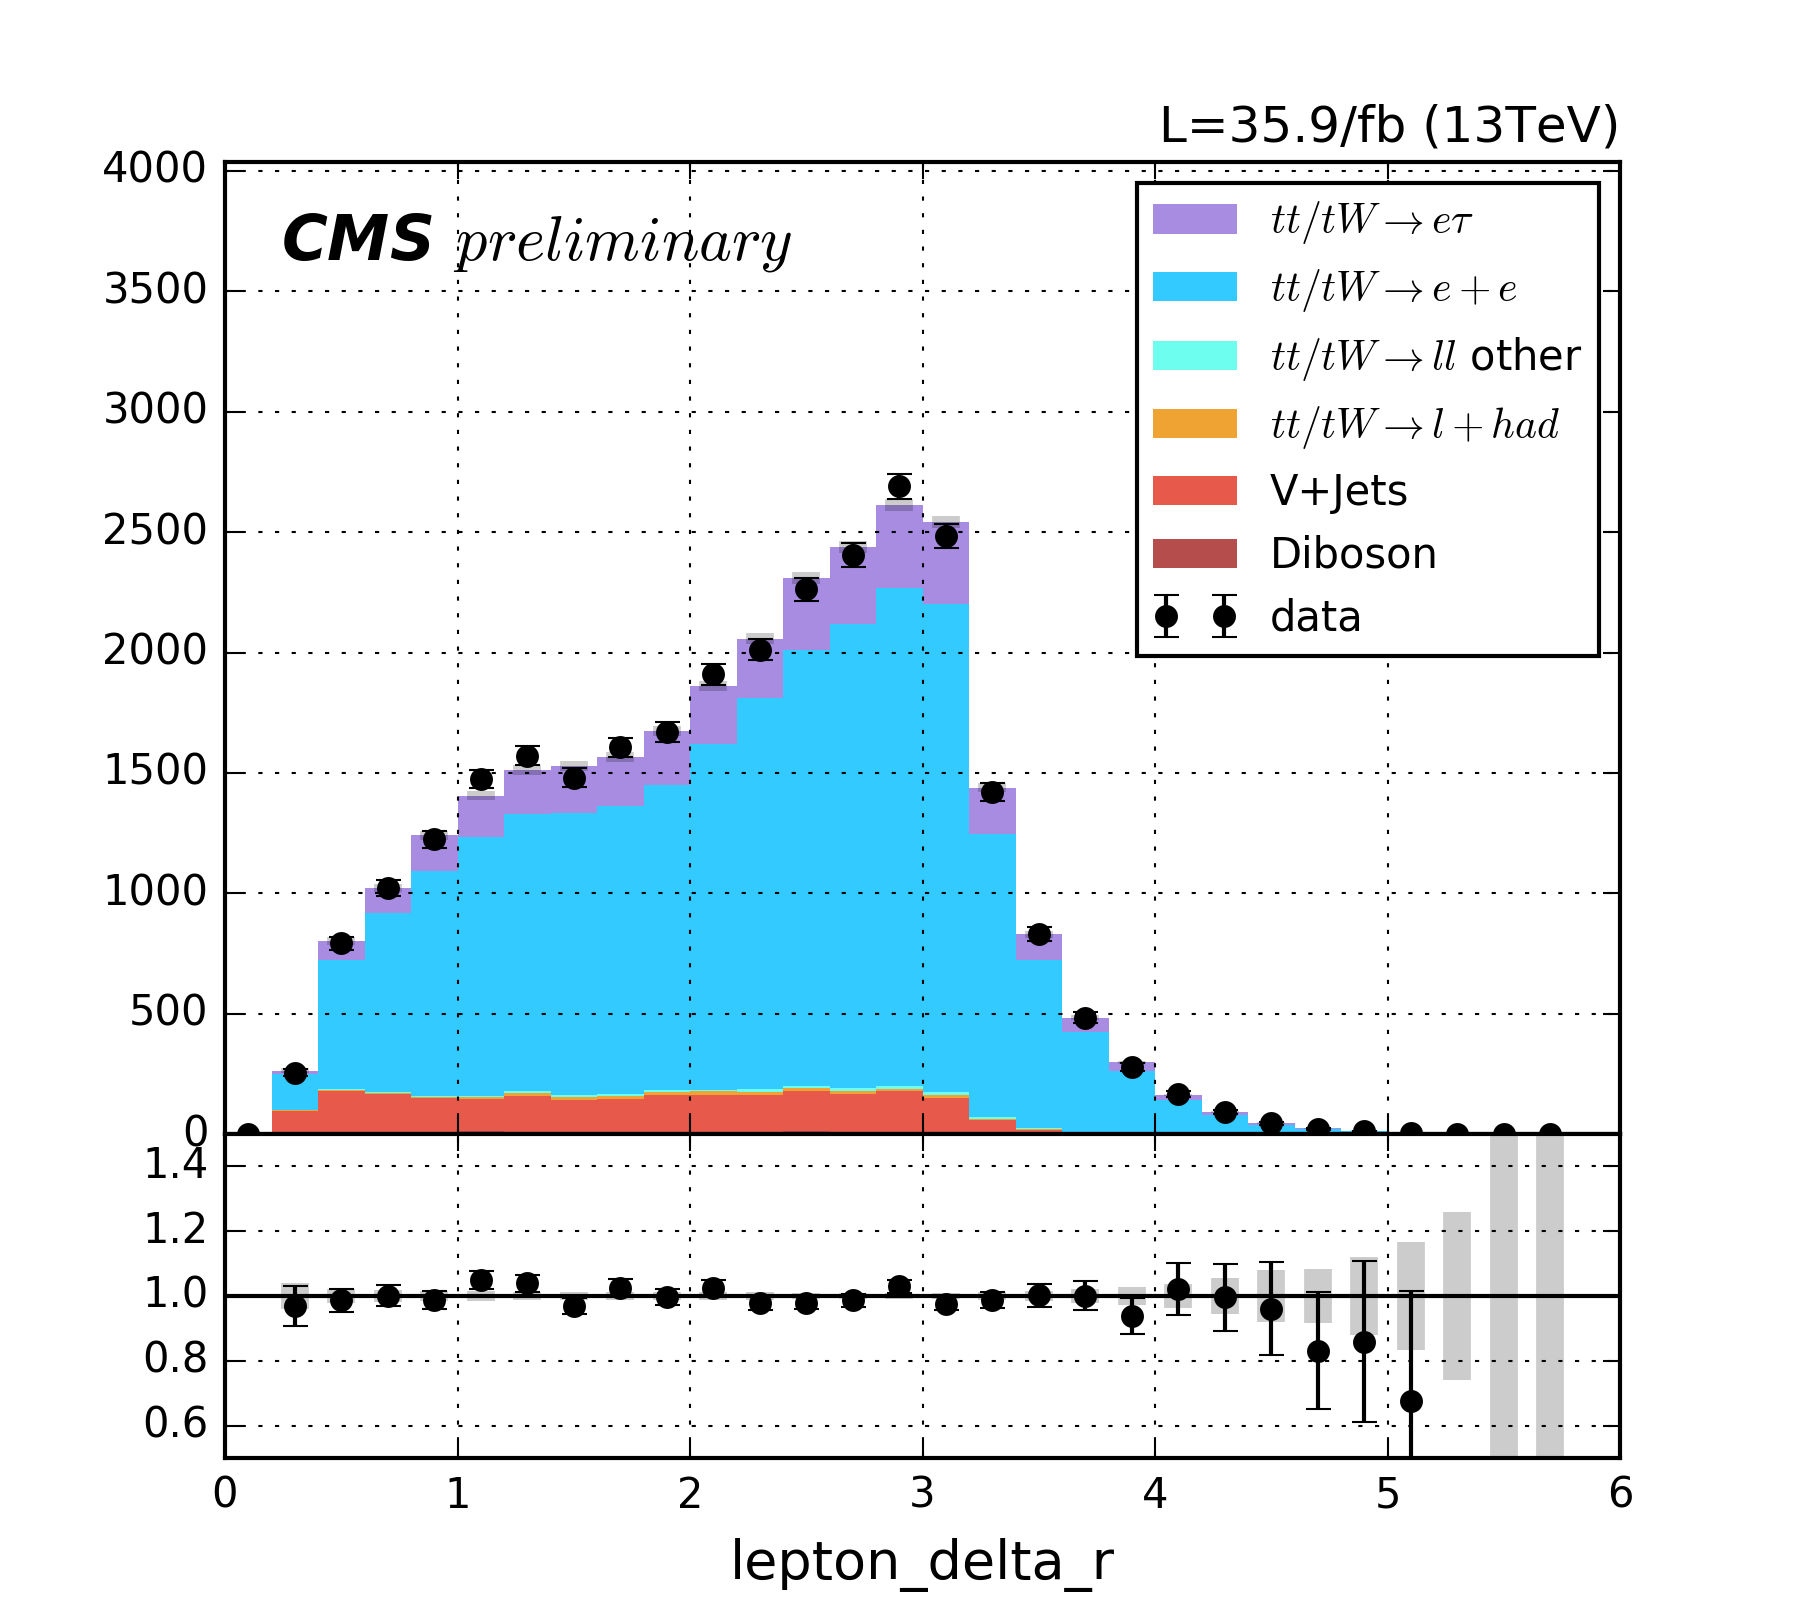 L=35.9/fb (13TeV)
CMS preliminary
4000
3500
3000
2500
2000
1500
1000
500
0
tt/tW→eτ
tt/tW→e+e
tt/tW→ll other
tt/tW→l+had
V+Jets
Diboson
data
1.4
1.2
1.0
0.8
0.6
0 1 2 3 4 5 6
lepton_delta_r